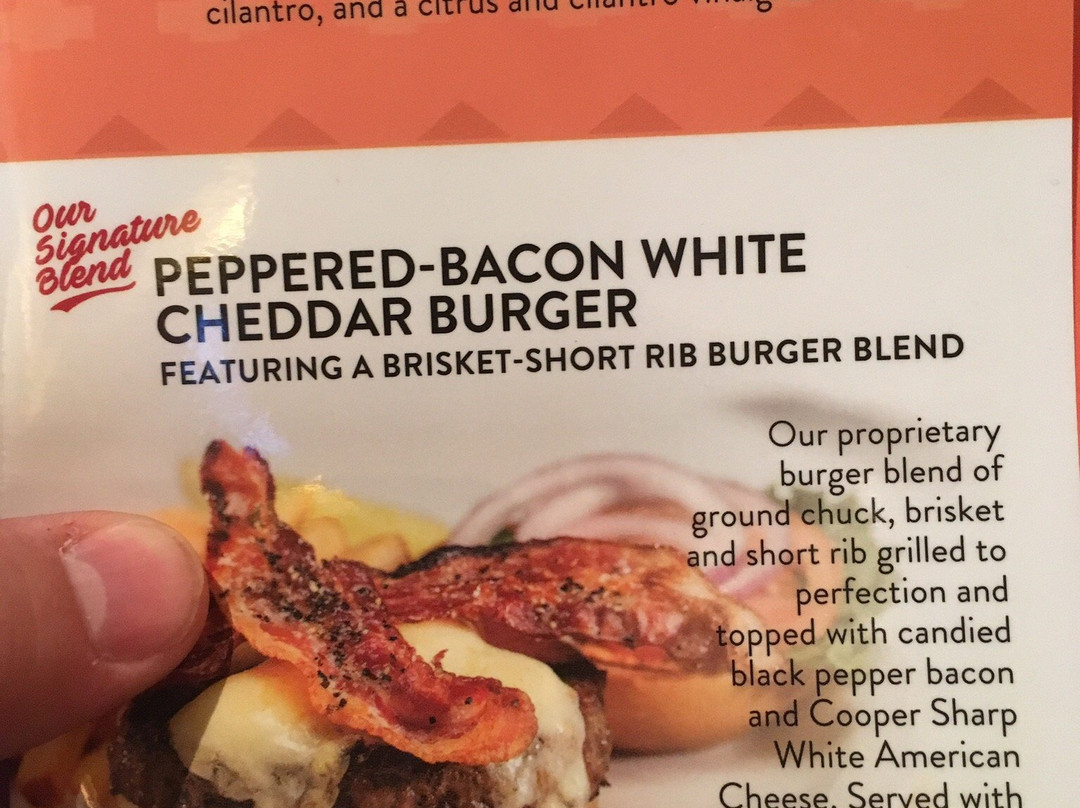 cilantro, and a citrus and cilantro
Our
Signature
Blend
PEPPERED-BACON WHITE
CHEDDAR BURGER
FEATURING A BRISKET-SHORT RIB BURGER BLEND
Our proprietary
burger blend of
ground chuck, brisket
and short rib grilled to
perfection and
topped with candied
black pepper bacon
and Cooper Sharp
White American
Cheese. Served with